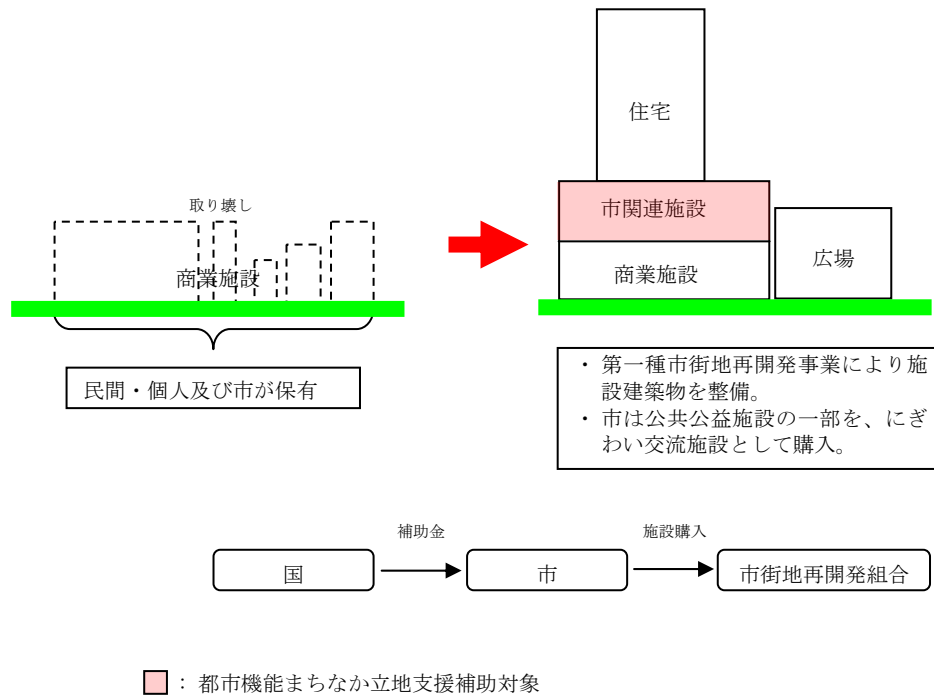 住宅
取り壊し
市関連施設
商業施設
商業施設
広場
民間・個人及び市が保有
・ 第一種市街地再開発事業により施
設建築物を整備。
・ 市は公共公益施設の一部を、にぎ
わい交流施設として購入。
補助金
施設購入
国
市
市街地再開発組合
： 都市機能まちなか立地支援補助対象